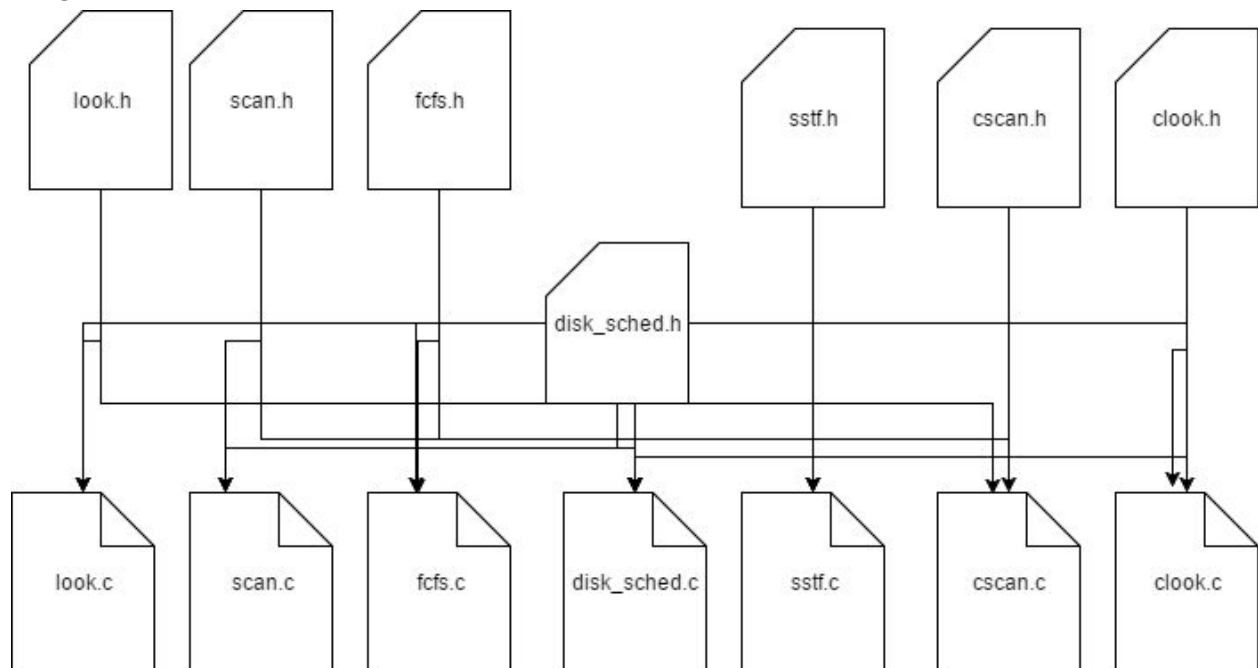 look.h
scan.h
fcfs.h
sstf.h
cscan.h
clook.h
disk_sched.h
look.c
scan.c
fcfs.c
disk_sched.c
sstf.c
cscan.c
clook.c